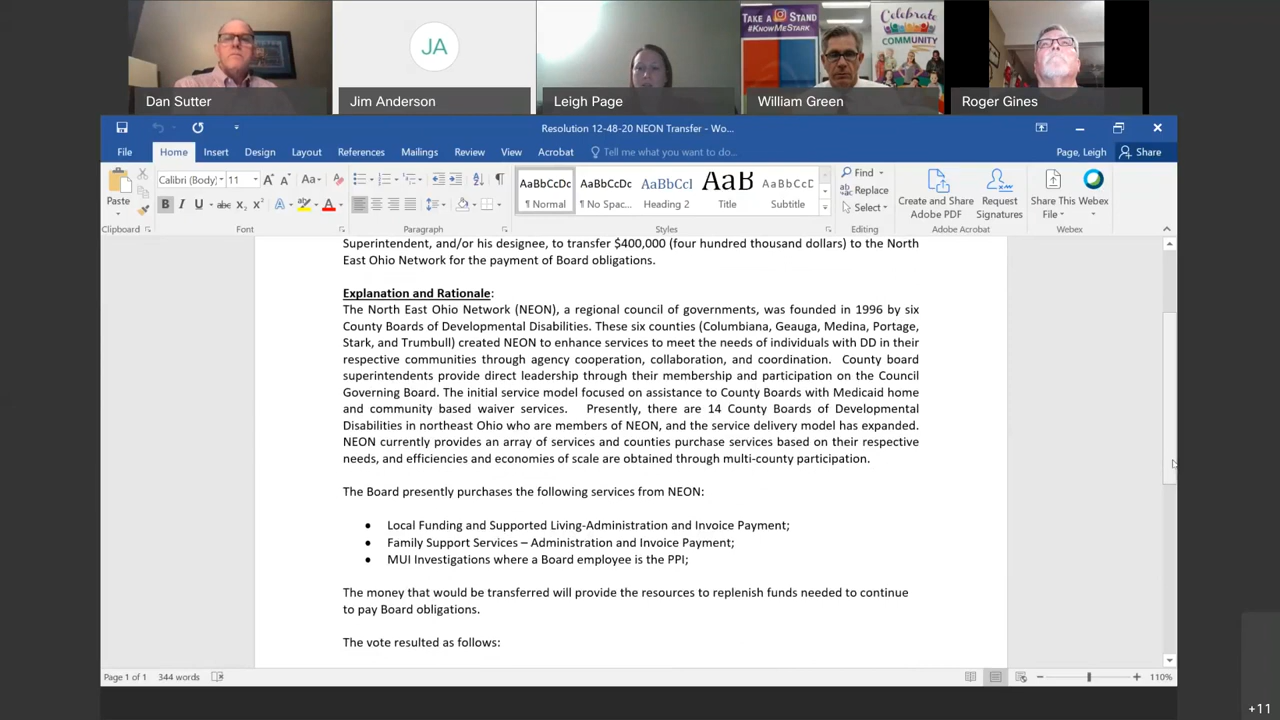 TAKE A STAND
#KNOWMESTARK
Celebrate
COMMUNITY
JA
Dan Sutter
Jim Anderson
Leigh Page
William Green
Roger Gines
Resolution 12-48-20 NEON Transfer - Wo...
File Home Insert Design Layout References Mailings Review View Acrobat Tell me what you want to do... Page, Leigh Share
Paste
Calibri (Body) 11 Aa
B I U abc X₂ X² A A
AaBbCcDc AaBbCcDc AaBbCcl AaB AaBbCcD
¶ Normal ¶ No Spac... Heading 2 Title Subtitle
Find
Replace
Select
Create and Share Adobe PDF
Request Signatures
Share This File
Webex
Clipboard Font Paragraph Styles Editing Adobe Acrobat Webex
Superintendent, and/or his designee, to transfer $400,000 (four hundred thousand dollars) to the North
East Ohio Network for the payment of Board obligations.
Explanation and Rationale:
The North East Ohio Network (NEON), a regional council of governments, was founded in 1996 by six
County Boards of Developmental Disabilities. These six counties (Columbiana, Geauga, Medina, Portage,
Stark, and Trumbull) created NEON to enhance services to meet the needs of individuals with DD in their
respective communities through agency cooperation, collaboration, and coordination. County board
superintendents provide direct leadership through their membership and participation on the Council
Governing Board. The initial service model focused on assistance to County Boards with Medicaid home
and community based waiver services. Presently, there are 14 County Boards of Developmental
Disabilities in northeast Ohio who are members of NEON, and the service delivery model has expanded.
NEON currently provides an array of services and counties purchase services based on their respective
needs, and efficiencies and economies of scale are obtained through multi-county participation.
The Board presently purchases the following services from NEON:
• Local Funding and Supported Living-Administration and Invoice Payment;
• Family Support Services – Administration and Invoice Payment;
• MUI Investigations where a Board employee is the PPI;
The money that would be transferred will provide the resources to replenish funds needed to continue
to pay Board obligations.
The vote resulted as follows:
Page 1 of 1 344 words 110%
+11